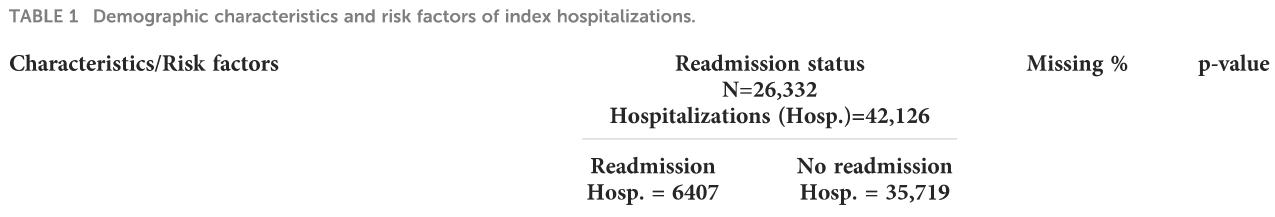 TABLE 1 Demographic characteristics and risk factors of index hospitalizations.
Characteristics/Risk factors Readmission status Missing % p-value
N=26,332
Hospitalizations (Hosp.)=42,126
Readmission No readmission
Hosp. = 6407 Hosp. = 35,719